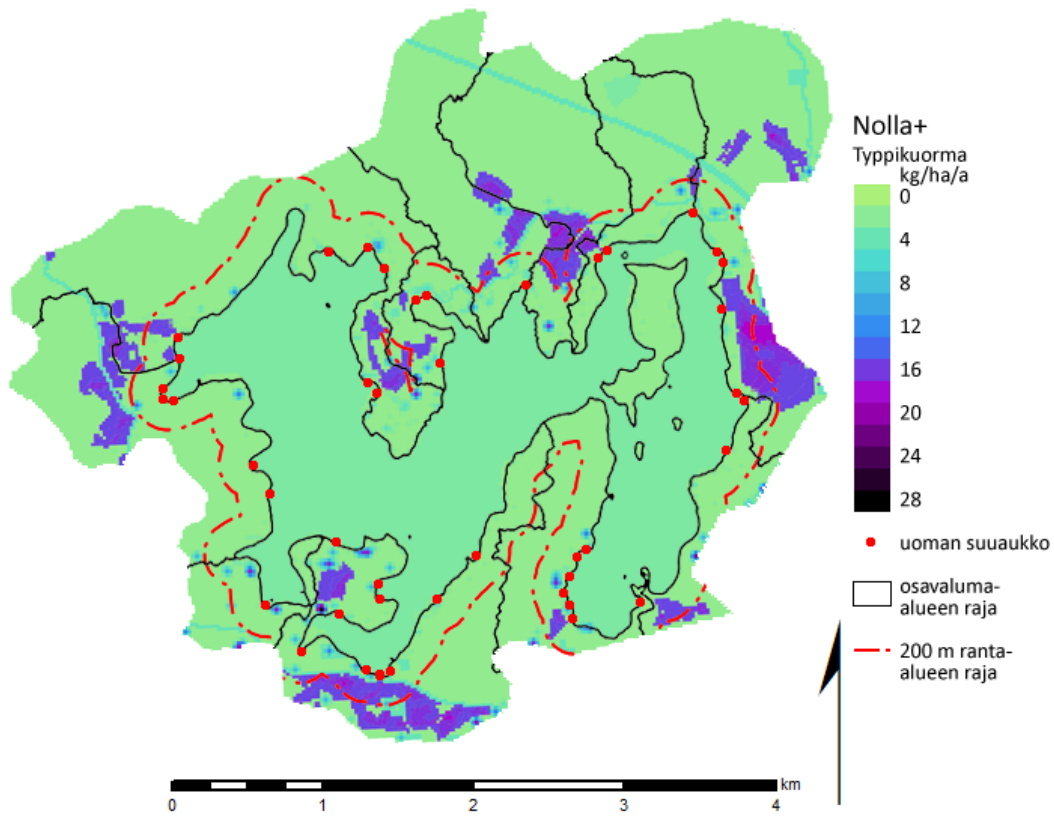 Nolla+
Typpikuorma
kg/ha/a
0
4
8
12
16
20
24
28
uoman suuaukko
osavaluma-
alueen raja
200 m ranta-
alueen raja
km
0 1 2 3 4